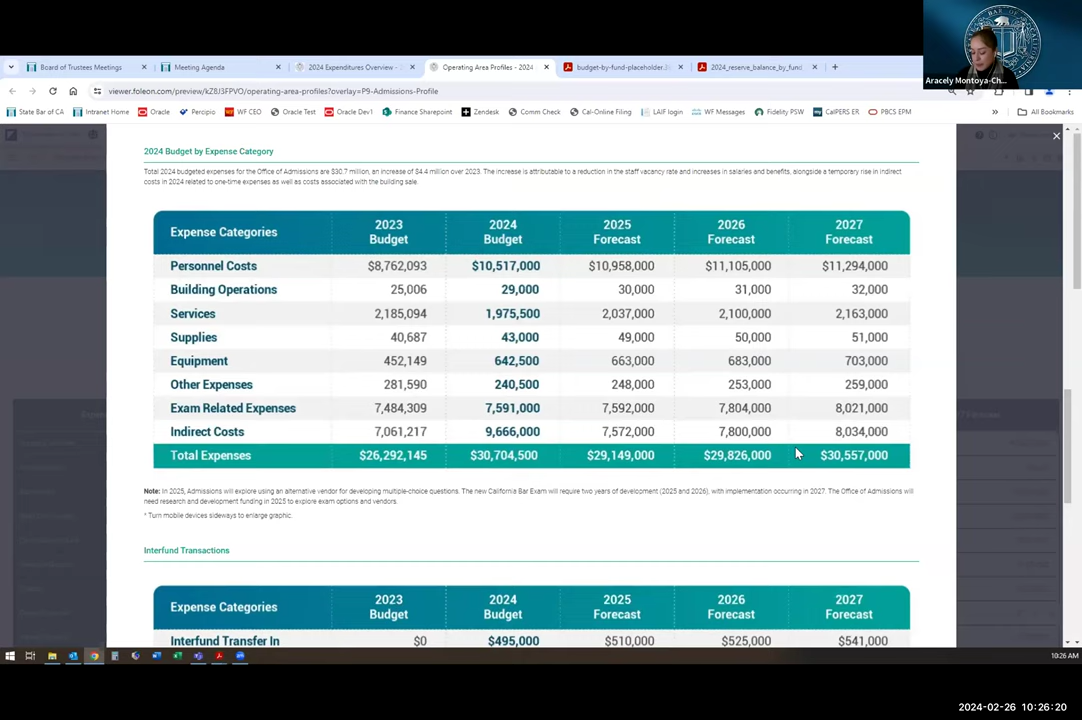 BAR OF
Aracely Montoya-Ch...
Board of Trustees Meetings
Meeting Agenda
2024 Expenditures Overview -
Operating Area Profiles - 2024
budget-by-fund-placeholder.
2024_reserve_balance_by_fund
viewer.foleon.com/preview/kZ8IJ3FPVO/operating-area-profiles?overlay=P9-Admissions-Profile
State Bar of CA Intranet Home Oracle Percipio WF CEO Oracle Test Oracle Dev1 Finance Sharepoint Zendesk Comm Check Cal-Online Filing LAIF login WF Messages Fidelity PSW CalPERS ER PBCS EPM » All Bookmarks
2024 Budget by Expense Category
Total 2024 budgeted expenses for the Office of Admissions are $30.7 million, an increase of $4.4 million over 2023. The increase is attributable to a reduction in the staff vacancy rate and increases in salaries and benefits, alongside a temporary rise in indirect
costs in 2024 related to one-time expenses as well as costs associated with the building sale.
Expense Categories 2023 Budget 2024 Budget 2025 Forecast 2026 Forecast 2027 Forecast
Personnel Costs $8,762,093 $10,517,000 $10,958,000 $11,105,000 $11,294,000
Building Operations 25,006 29,000 30,000 31,000 32,000
Services 2,185,094 1,975,500 2,037,000 2,100,000 2,163,000
Supplies 40,687 43,000 49,000 50,000 51,000
Equipment 452,149 642,500 663,000 683,000 703,000
Other Expenses 281,590 240,500 248,000 253,000 259,000
Exam Related Expenses 7,484,309 7,591,000 7,592,000 7,804,000 8,021,000
Indirect Costs 7,061,217 9,666,000 7,572,000 7,800,000 8,034,000
Total Expenses $26,292,145 $30,704,500 $29,149,000 $29,826,000 $30,557,000
Note: In 2025, Admissions will explore using an alternative vendor for developing multiple-choice questions. The new California Bar Exam will require two years of development (2025 and 2026), with implementation occurring in 2027. The Office of Admissions will
need research and development funding in 2025 to explore exam options and vendors.
* Turn mobile devices sideways to enlarge graphic.
Interfund Transactions
Expense Categories 2023 Budget 2024 Budget 2025 Forecast 2026 Forecast 2027 Forecast
Interfund Transfer In $0 $495,000 $510,000 $525,000 $541,000
10:26 AM
2024-02-26 10:26:20